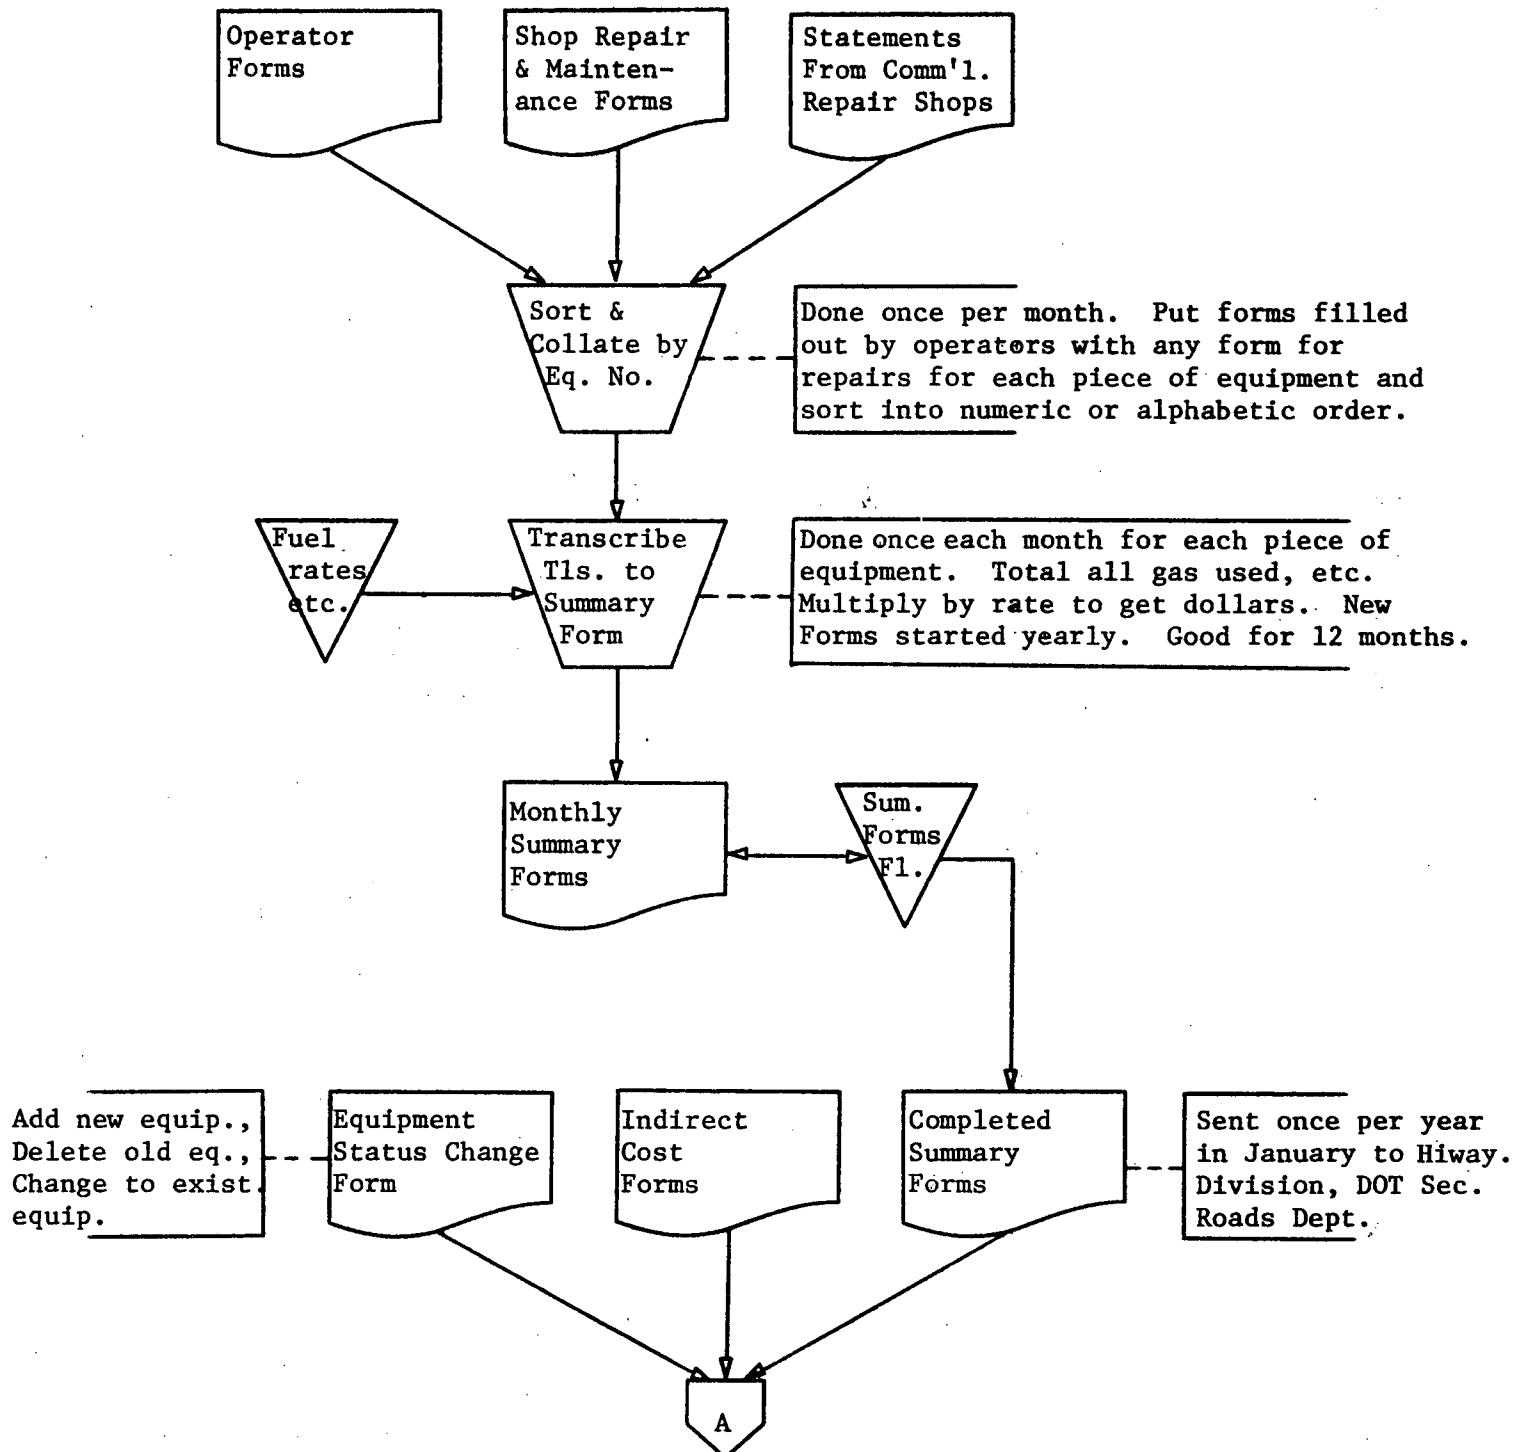 Operator
Forms
Shop Repair
& Mainten-
ance Forms
Statements
From Comm'l.
Repair Shops
Sort &
Collate by
Eq. No.
Done once per month.  Put forms filled
out by operators with any form for
repairs for each piece of equipment and
sort into numeric or alphabetic order.
Fuel
rates
etc.
Transcribe
Tls. to
Summary
Form
Done once each month for each piece of
equipment.  Total all gas used, etc.
Multiply by rate to get dollars.  New
Forms started yearly.  Good for 12 months.
Monthly
Summary
Forms
Sum.
Forms
Fl.
Add new equip.,
Delete old eq.,
Change to exist.
equip.
Equipment
Status Change
Form
Indirect
Cost
Forms
Completed
Summary
Forms
Sent once per year
in January to Hiway.
Division, DOT Sec.
Roads Dept.
A